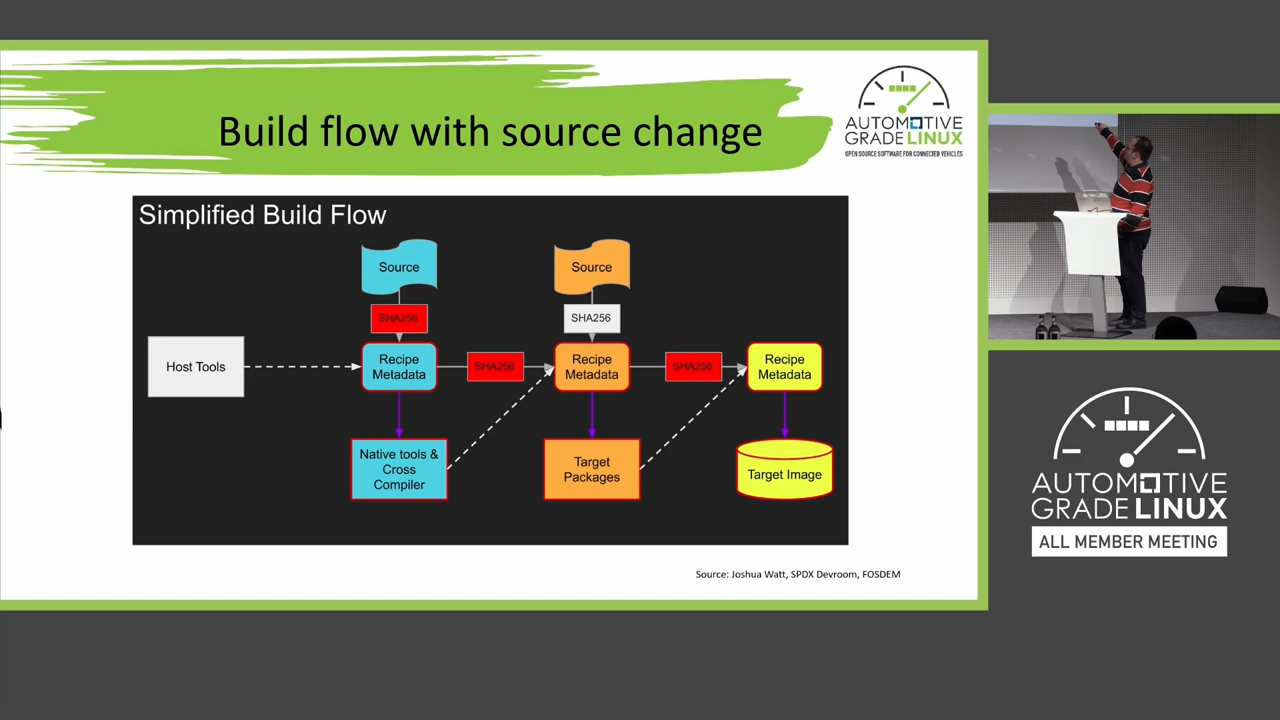 Build flow with source change
AUTOMOTIVE
GRADE LINUX
OPEN SOURCE SOFTWARE FOR CONNECTED VEHICLES
Simplified Build Flow
Source
Source
SHA256
SHA256
Host Tools
Recipe
Metadata
SHA256
Recipe
Metadata
SHA256
Recipe
Metadata
Native tools &
Cross
Compiler
Target
Packages
Target Image
Source: Joshua Watt, SPDX Devroom, FOSDEM
AUTOMOTIVE
GRADE LINUX
ALL MEMBER MEETING